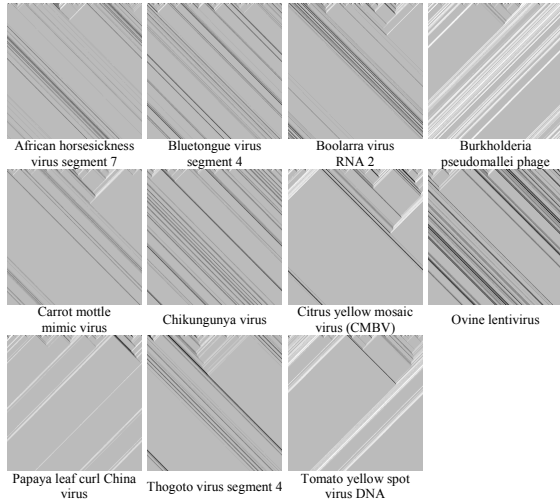 African horsesickness
virus segment 7
Bluetongue virus
segment 4
Boolarra virus
RNA 2
Burkholderia
pseudomallei phage
Carrot mottle
mimic virus
Chikungunya virus
Citrus yellow mosaic
virus (CMBV)
Ovine lentivirus
Papaya leaf curl China
virus
Thogoto virus segment 4
Tomato yellow spot
virus DNA